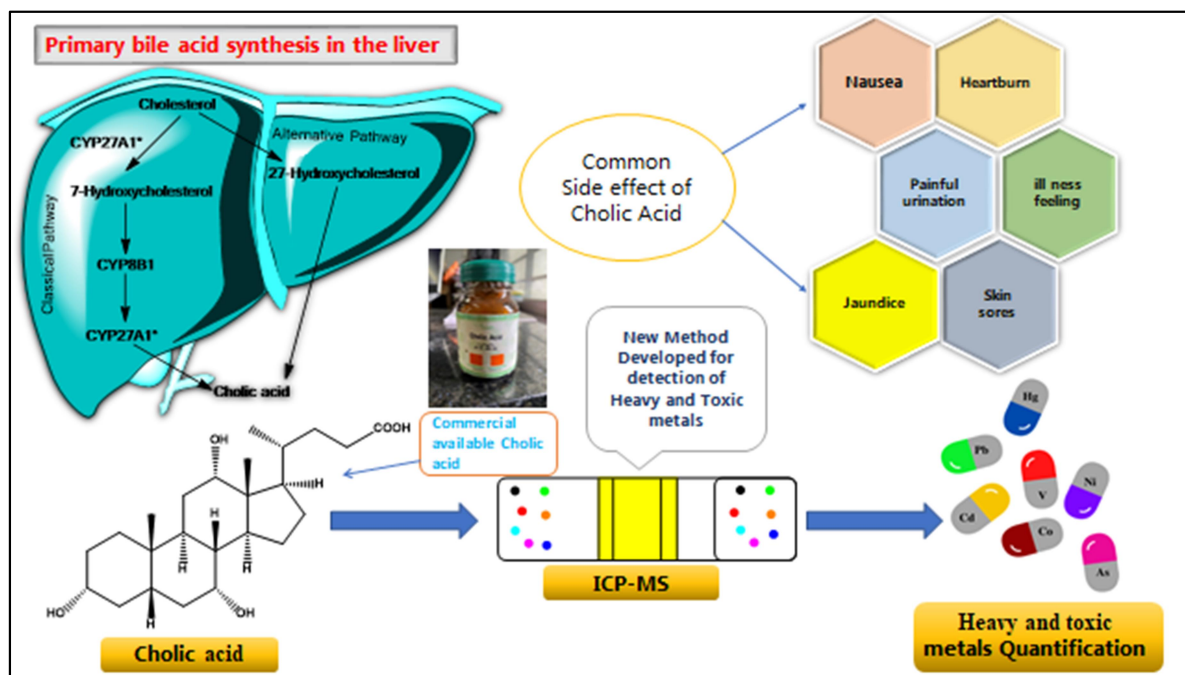 Primary bile acid synthesis in the liver
Cholesterol
CYP27A1*
Alternative Pathway
7-Hydroxycholesterol
27-Hydroxycholesterol
Classical Pathway
CYP8B1
CYP27A1*
Cholic acid
Common
Side effect of
Cholic Acid
Nausea
Heartburn
Painful
urination
ill ness
feeling
Jaundice
Skin
sores
Cholic Acid
Commercial
available Cholic
acid
New Method
Developed for
detection of
Heavy and Toxic
metals
OH
COOH
H
H
H
H
HO
OH
H
Cholic acid
ICP-MS
Hg
Pb
V
Ni
Cd
Co
As
Heavy and toxic
metals Quantification